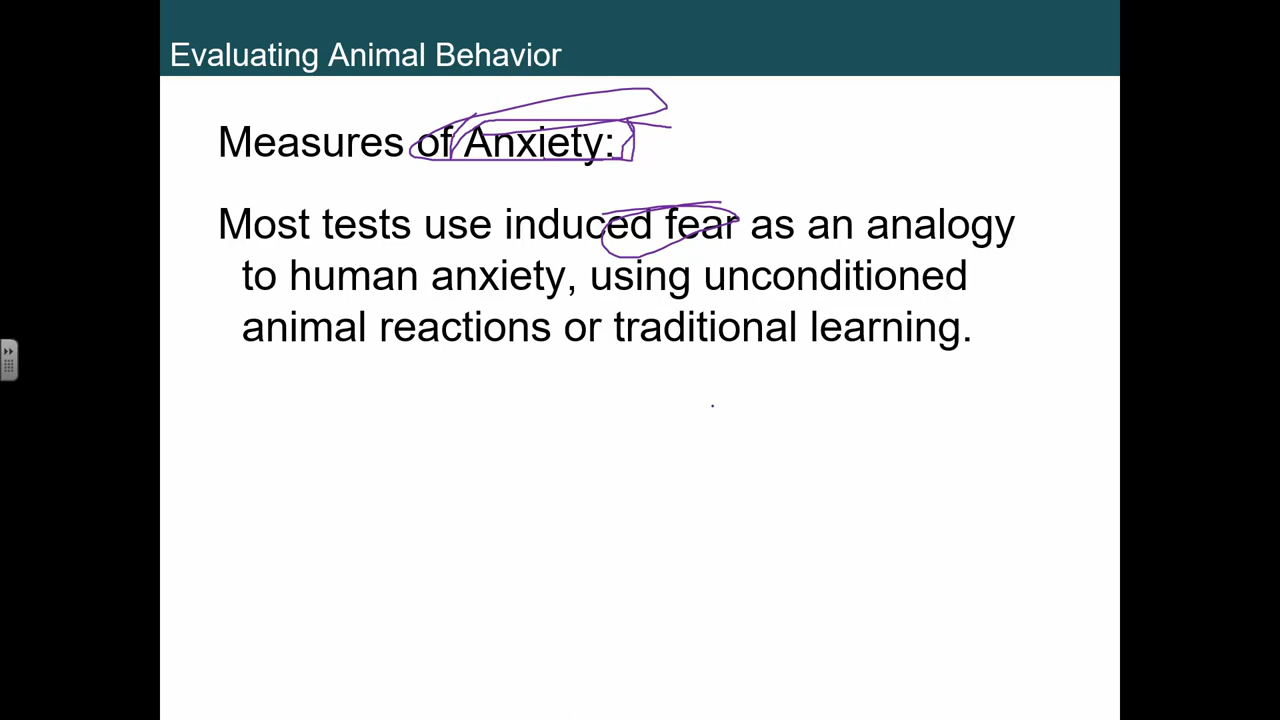 Evaluating Animal Behavior
Measures of Anxiety:
Most tests use induced fear as an analogy
to human anxiety, using unconditioned
animal reactions or traditional learning.